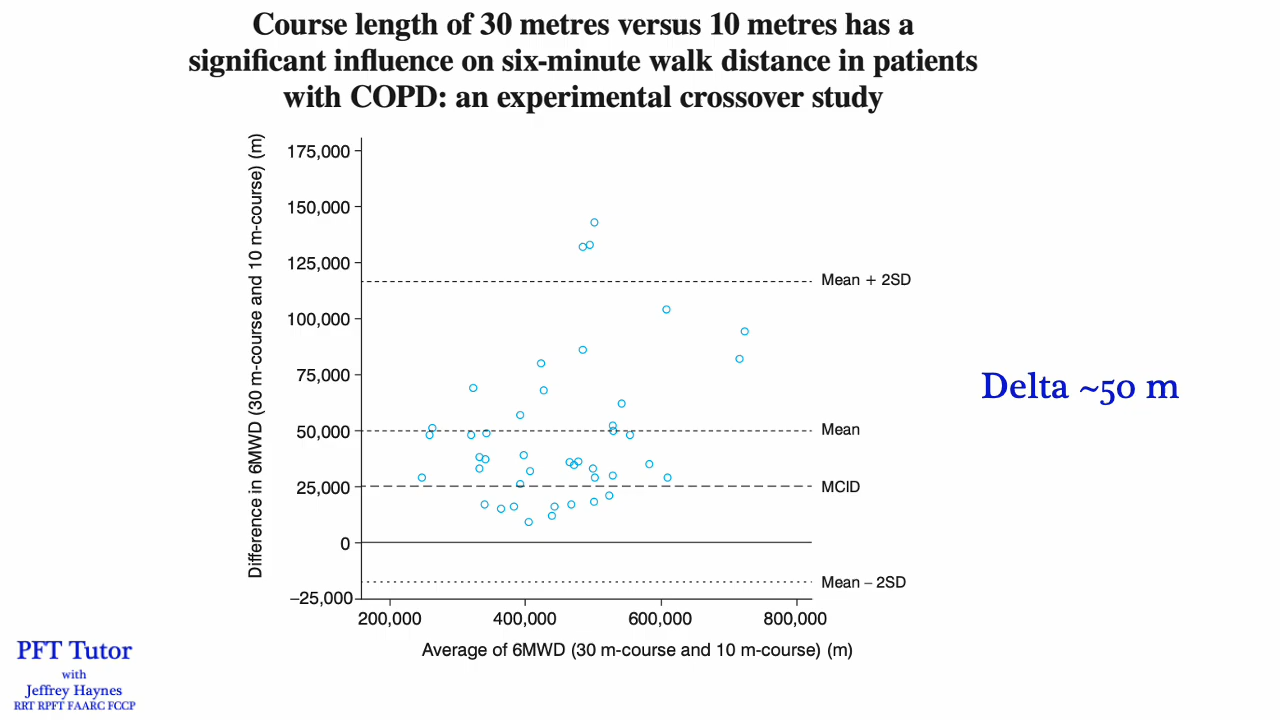 Course length of 30 metres versus 10 metres has a
significant influence on six-minute walk distance in patients
with COPD: an experimental crossover study
Difference in 6MWD (30 m-course and 10 m-course) (m)
175,000
150,000
125,000
100,000
75,000
50,000
25,000
0
–25,000
Mean + 2SD
Mean
MCID
Mean – 2SD
200,000
400,000
600,000
800,000
Average of 6MWD (30 m-course and 10 m-course) (m)
Delta ~50 m
PFT Tutor
with
Jeffrey Haynes
RRT RPFT FAARC FCCP